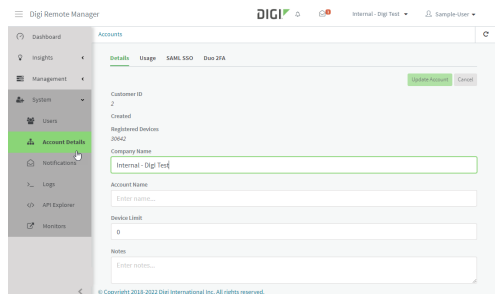 Digi Remote Manager
DIGI
Internal - Digi Test
Sample-User
Dashboard
Insights
Management
System
Users
Account Details
Notifications
Logs
API Explorer
Monitors
Accounts
Details Usage SAML SSO Duo 2FA
Update Account Cancel
Customer ID
2
Created
Registered Devices
30642
Company Name
Internal - Digi Test
Account Name
Enter name...
Device Limit
0
Notes
Enter notes...
© Copyright 2018-2022 Digi International Inc. All rights reserved.